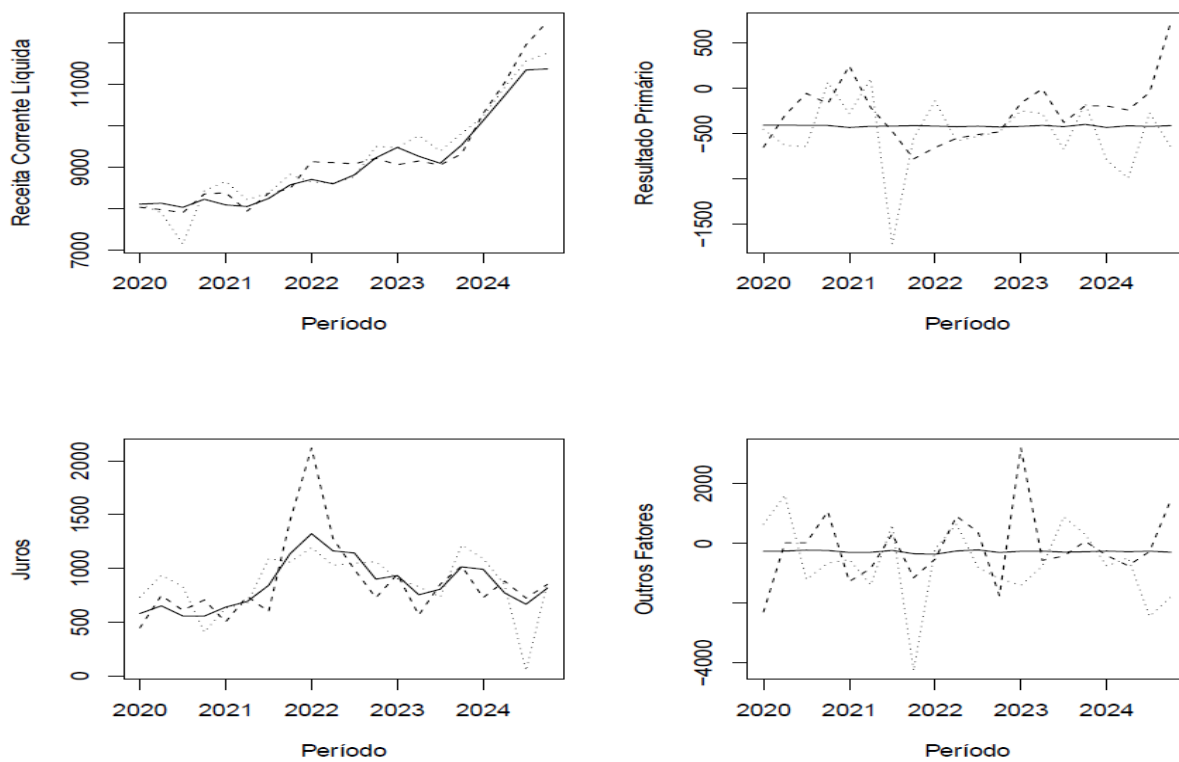 Receita Corrente Líquida
7000 9000 11000
2020 2021 2022 2023 2024
Período
Resultado Primário
-1500 -500 0 500
2020 2021 2022 2023 2024
Período
Juros
0 500 1000 1500 2000
2020 2021 2022 2023 2024
Período
Outros Fatores
-4000 0 2000
2020 2021 2022 2023 2024
Período